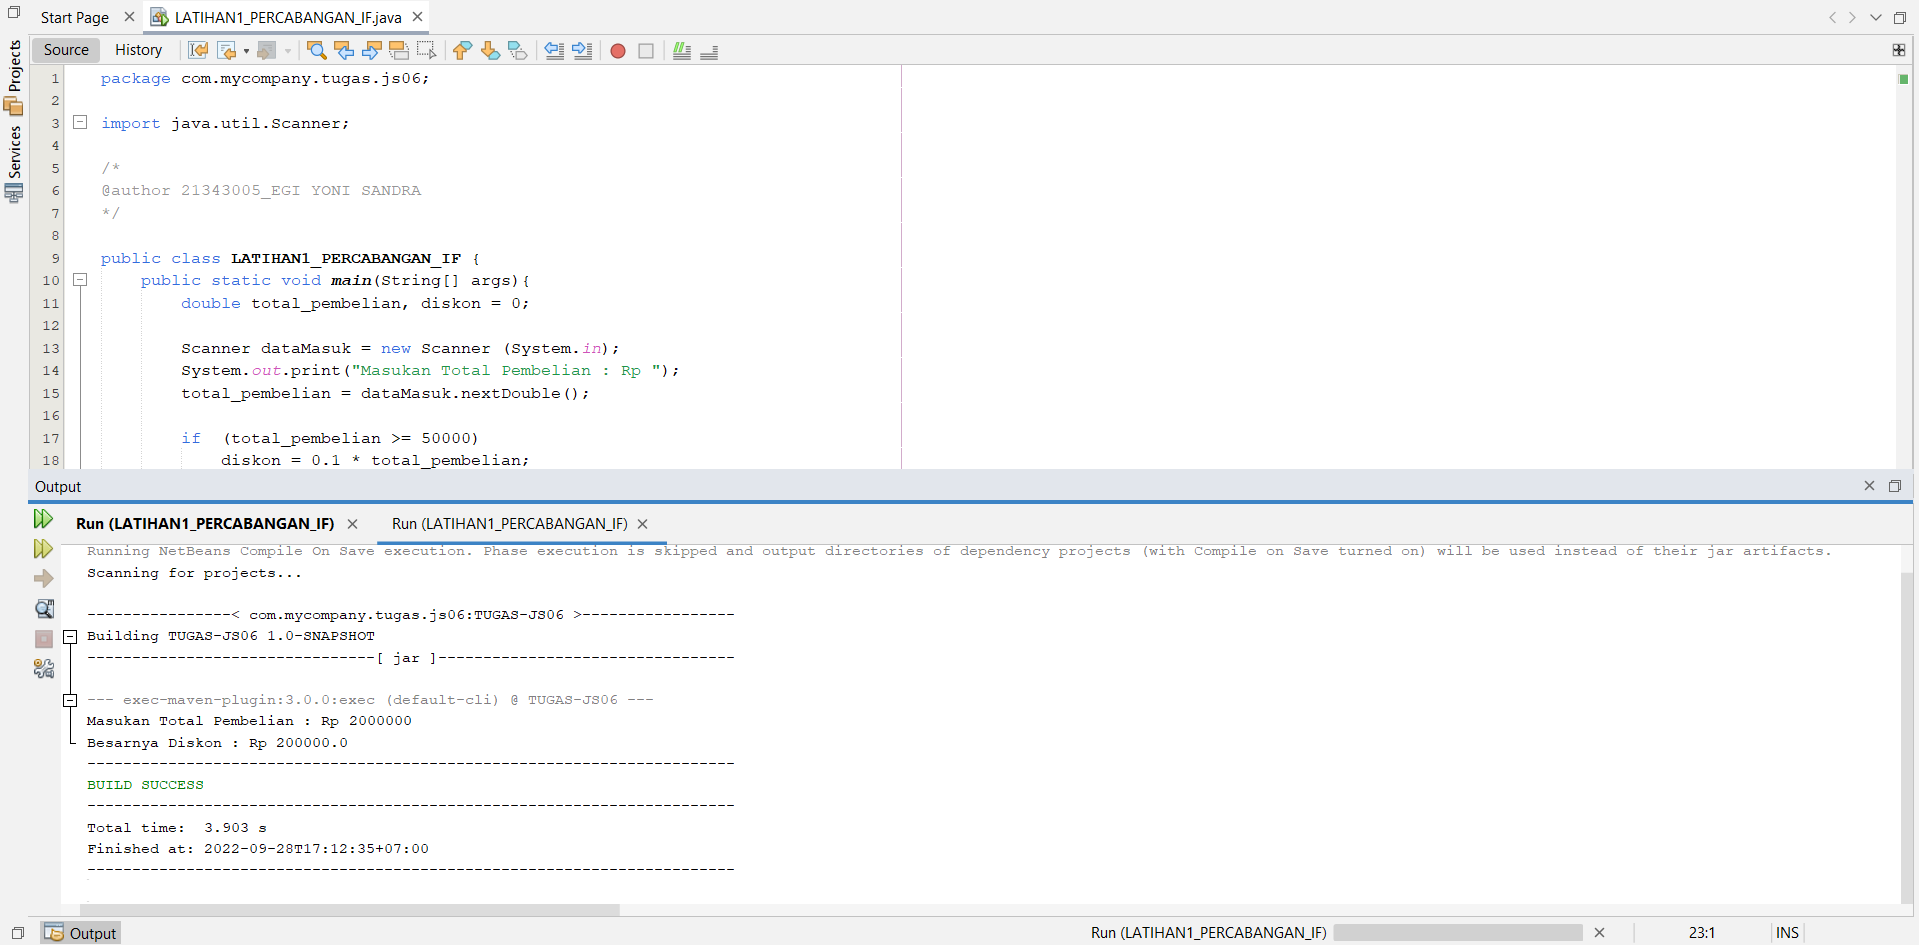 Start Page
LATIHAN1_PERCABANGAN_IF.java
Projects
Services
Source History
1 package com.mycompany.tugas.js06;
2
3 import java.util.Scanner;
4
5 /*
6 @author 21343005_EGI YONI SANDRA
7 */
8
9 public class LATIHAN1_PERCABANGAN_IF {
10 public static void main(String[] args){
11 double total_pembelian, diskon = 0;
12
13 Scanner dataMasuk = new Scanner (System.in);
14 System.out.print("Masukan Total Pembelian : Rp ");
15 total_pembelian = dataMasuk.nextDouble();
16
17 if (total_pembelian >= 50000)
18 diskon = 0.1 * total_pembelian;
Output
Run (LATIHAN1_PERCABANGAN_IF) Run (LATIHAN1_PERCABANGAN_IF)
Running NetBeans Compile On Save execution. Phase execution is skipped and output directories of dependency projects (with Compile on Save turned on) will be used instead of their jar artifacts.
Scanning for projects...
----------------< com.mycompany.tugas.js06:TUGAS-JS06 >-----------------
Building TUGAS-JS06 1.0-SNAPSHOT
--------------------------------[ jar ]---------------------------------
--- exec-maven-plugin:3.0.0:exec (default-cli) @ TUGAS-JS06 ---
Masukan Total Pembelian : Rp 2000000
Besarnya Diskon : Rp 200000.0
------------------------------------------------------------------------
BUILD SUCCESS
------------------------------------------------------------------------
Total time:  3.903 s
Finished at: 2022-09-28T17:12:35+07:00
------------------------------------------------------------------------
Output
Run (LATIHAN1_PERCABANGAN_IF)
23:1
INS